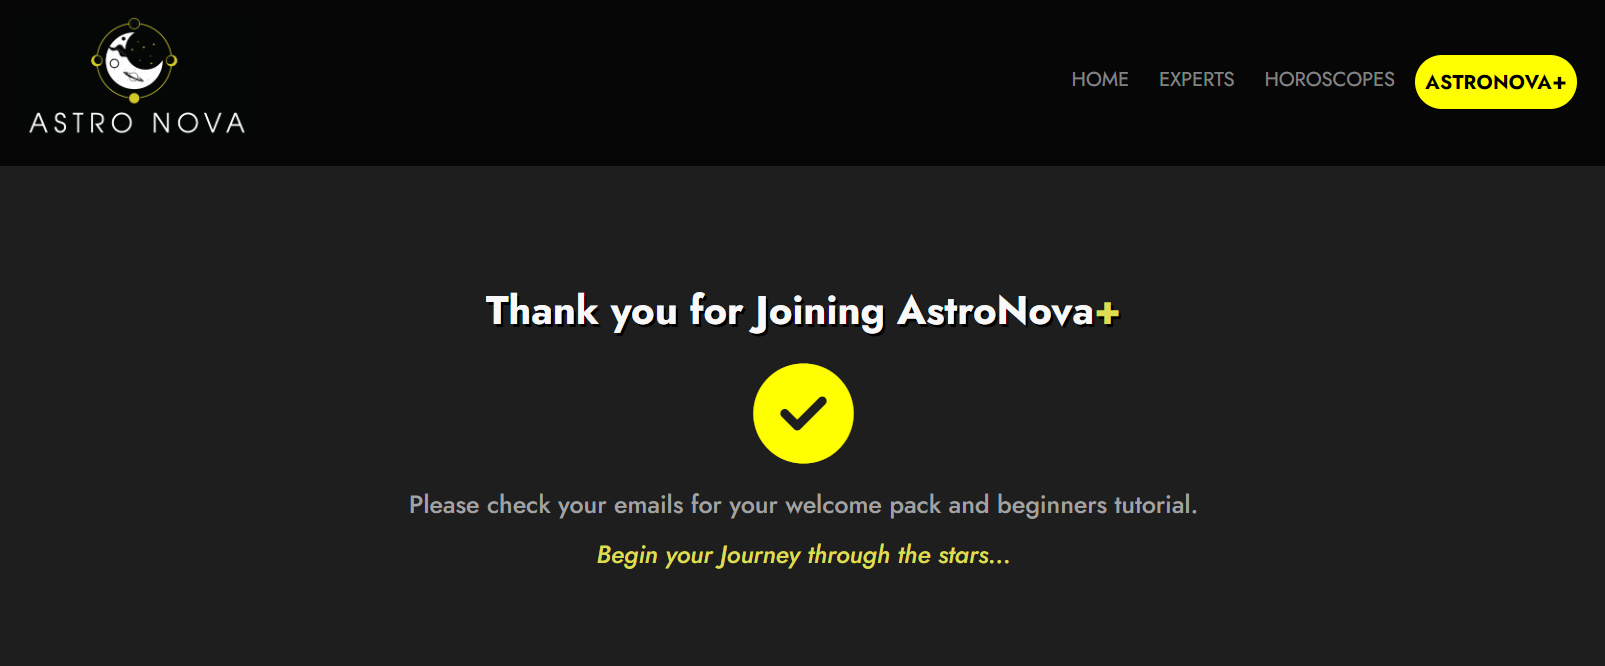 ASTRO NOVA
HOME EXPERTS HOROSCOPES ASTRONOVA+
Thank you for Joining AstroNova+
Please check your emails for your welcome pack and beginners tutorial.
Begin your Journey through the stars...